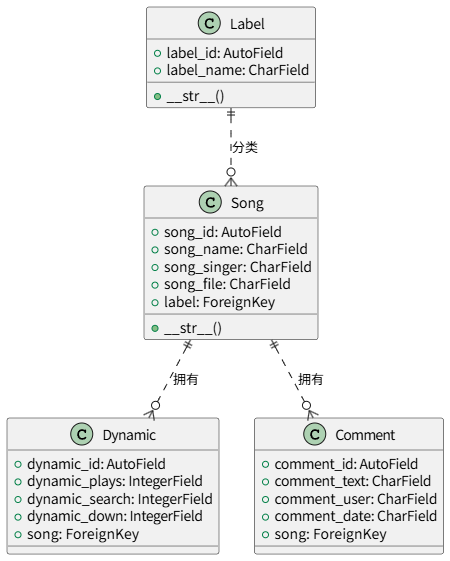 C Label
label_id: AutoField
label_name: CharField
__str__()
分类
C Song
song_id: AutoField
song_name: CharField
song_singer: CharField
song_file: CharField
label: ForeignKey
__str__()
拥有
拥有
C Dynamic
dynamic_id: AutoField
dynamic_plays: IntegerField
dynamic_search: IntegerField
dynamic_down: IntegerField
song: ForeignKey
C Comment
comment_id: AutoField
comment_text: CharField
comment_user: CharField
comment_date: CharField
song: ForeignKey